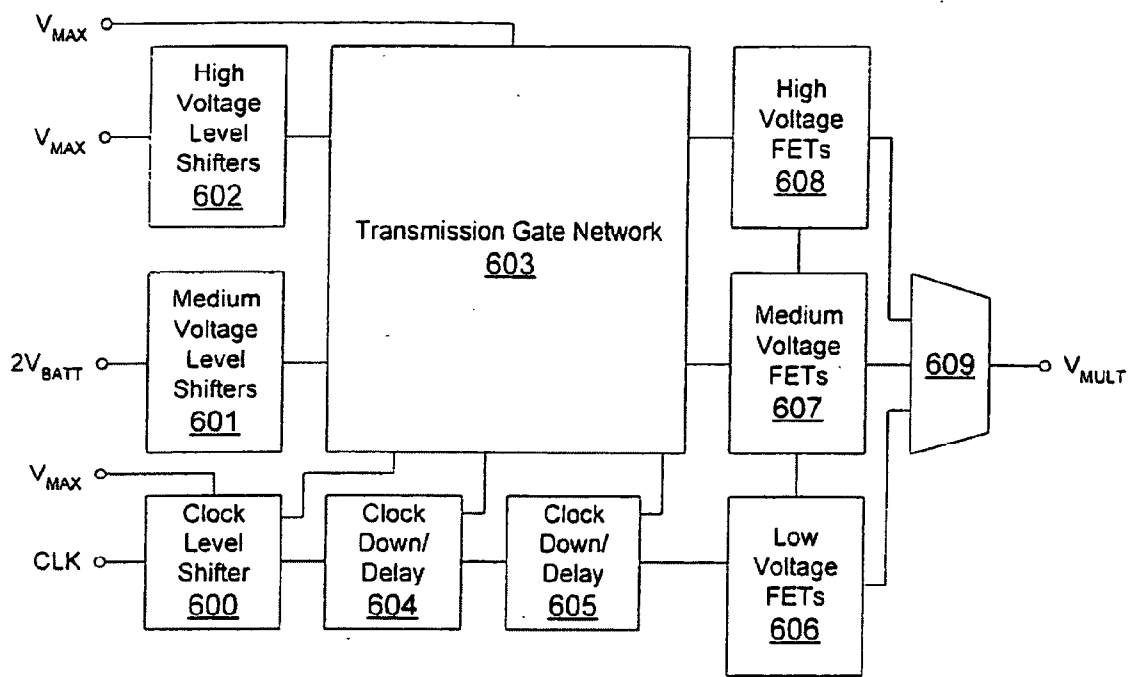 V_MAX
High
Voltage
Level
Shifters
602
V_MAX
Transmission Gate Network
603
High
Voltage
FETs
608
2V_BATT
Medium
Voltage
Level
Shifters
601
Medium
Voltage
FETs
607
609
V_MULT
V_MAX
CLK
Clock
Level
Shifter
600
Clock
Down/
Delay
604
Clock
Down/
Delay
605
Low
Voltage
FETs
606